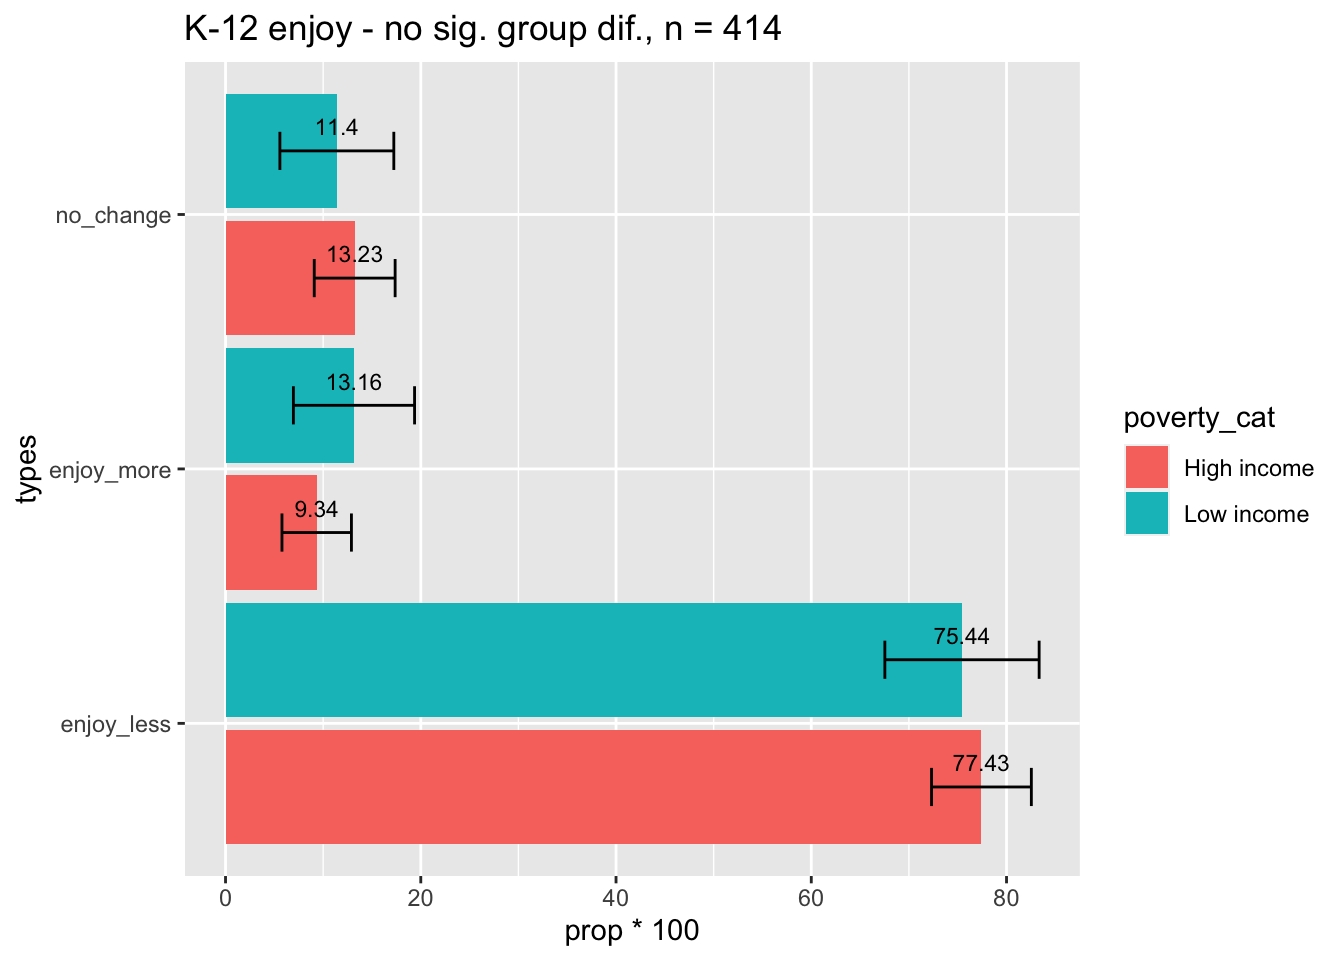 K-12 enjoy - no sig. group dif., n = 414
11.4
no_change
13.23
13.16
types
enjoy_more
9.34
75.44
enjoy_less
77.43
0 20 40 60 80
prop * 100
poverty_cat
High income
Low income